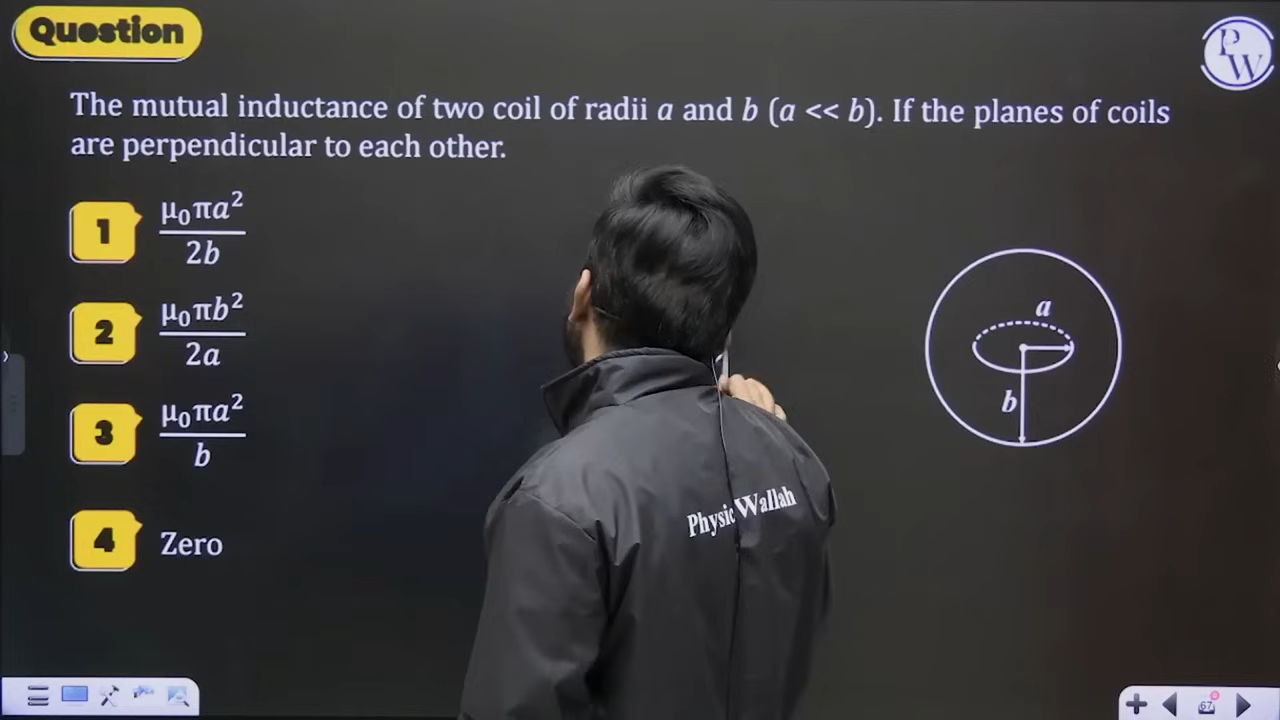 Question
PW
The mutual inductance of two coil of radii a and b (a << b). If the planes of coils
are perpendicular to each other.
1 μ₀πa²/2b
2 μ₀πb²/2a
3 μ₀πa²/b
4 Zero
a
b
Physic Wallah
67